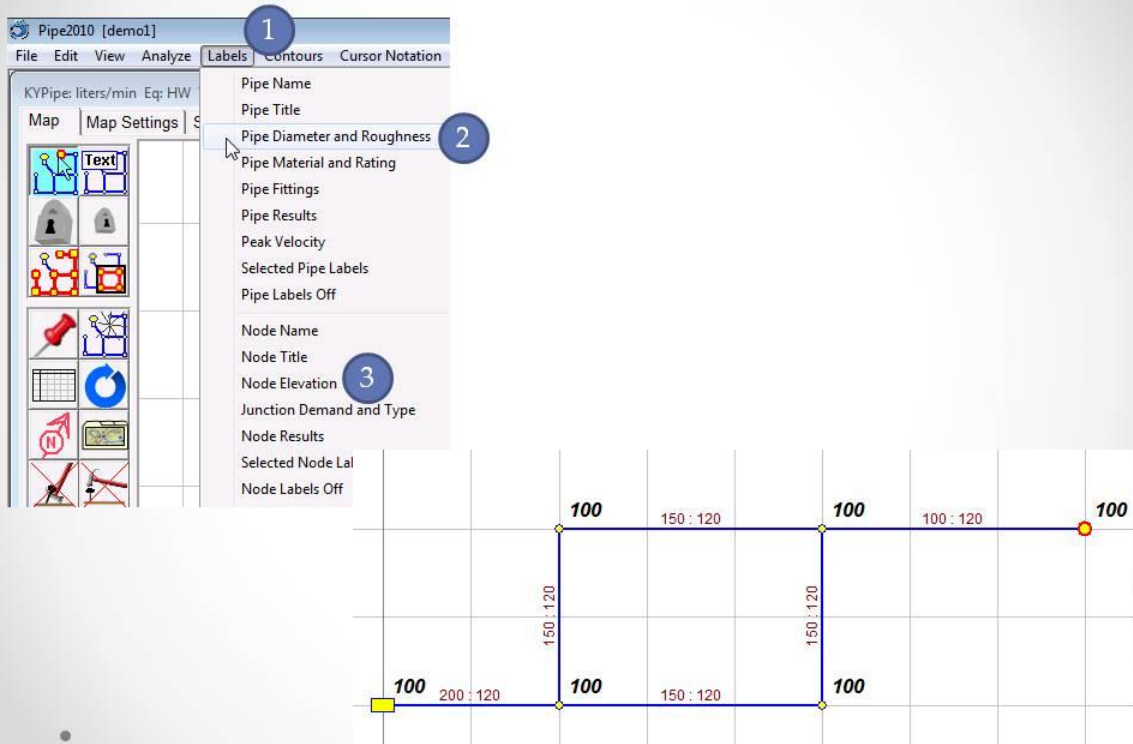 Pipe2010 [demo1]
1
File Edit View Analyze Labels Contours Cursor Notation
KYPipe: liters/min Eq: HW
Map Map Settings S
Text
Pipe Name
Pipe Title
Pipe Diameter and Roughness 2
Pipe Material and Rating
Pipe Fittings
Pipe Results
Peak Velocity
Selected Pipe Labels
Pipe Labels Off
Node Name
Node Title
Node Elevation 3
Junction Demand and Type
Node Results
Selected Node Lal
Node Labels Off
N
100 150 : 120 100 100 : 120 100
150 : 120 150 : 120
100 200 : 120 100 150 : 120 100